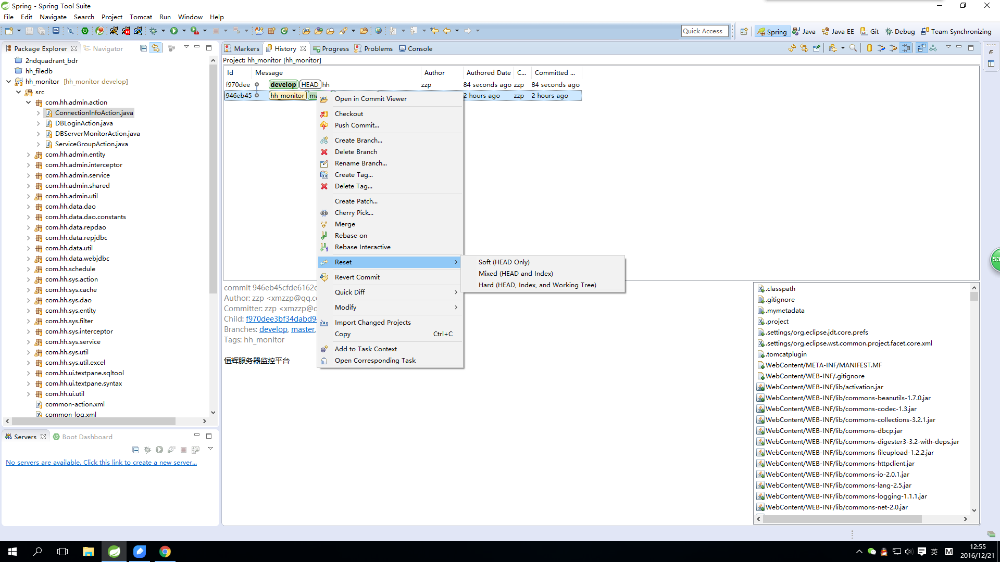 Spring - Spring Tool Suite
File Edit Navigate Search Project Tomcat Run Window Help
Quick Access
Spring Java Java EE Git Debug Team Synchronizing
Package Explorer Navigator
2ndquadrant_bdr
hh_filedb
hh_monitor [hh_monitor develop]
src
com.hh.admin.action
ConnectionInfoAction.java
DBLoginAction.java
DBServerMonitorAction.java
ServiceGroupAction.java
com.hh.admin.entity
com.hh.admin.interceptor
com.hh.admin.service
com.hh.admin.shared
com.hh.admin.util
com.hh.data.dao
com.hh.data.dao.constants
com.hh.data.repdao
com.hh.data.repjdbc
com.hh.data.util
com.hh.data.webjdbc
com.hh.schedule
com.hh.sys.action
com.hh.sys.cache
com.hh.sys.dao
com.hh.sys.entity
com.hh.sys.filter
com.hh.sys.interceptor
com.hh.sys.service
com.hh.sys.util
com.hh.sys.util.excel
com.hh.ui.textpane.sqltool
com.hh.ui.textpane.syntax
com.hh.ui.util
common-action.xml
common-log.xml
Servers Boot Dashboard
No servers are available. Click this link to create a new server...
Markers History Progress Problems Console
Project: hh_monitor [hh_monitor]
Id Message Author Authored Date C... Committed ...
f970dee develop HEAD hh zzp 84 seconds ago zzp 84 seconds ago
946eb45 hh_monitor ma 2 hours ago zzp 2 hours ago
Open in Commit Viewer
Checkout
Push Commit...
Create Branch...
Delete Branch
Rename Branch...
Create Tag...
Delete Tag...
Create Patch...
Cherry Pick...
Merge
Rebase on
Rebase Interactive
Reset
Revert Commit
Quick Diff
Modify
Import Changed Projects
Copy Ctrl+C
Add to Task Context
Open Corresponding Task
Soft (HEAD Only)
Mixed (HEAD and Index)
Hard (HEAD, Index, and Working Tree)
commit 946eb45cfde6162c
Author: zzp <xmzzp@qq.c
Committer: zzp <xmzzp@
Child: f970dee3bf34dabd9
Branches: develop, master,
Tags: hh_monitor
恒辉服务器监控平台
.classpath
.gitignore
.mymetadata
.project
.settings/org.eclipse.jdt.core.prefs
.settings/org.eclipse.wst.common.project.facet.core.xml
.tomcatplugin
WebContent/META-INF/MANIFEST.MF
WebContent/WEB-INF/.gitignore
WebContent/WEB-INF/lib/activation.jar
WebContent/WEB-INF/lib/commons-beanutils-1.7.0.jar
WebContent/WEB-INF/lib/commons-codec-1.3.jar
WebContent/WEB-INF/lib/commons-collections-3.2.1.jar
WebContent/WEB-INF/lib/commons-dbcp.jar
WebContent/WEB-INF/lib/commons-digester3-3.2-with-deps.jar
WebContent/WEB-INF/lib/commons-fileupload-1.2.2.jar
WebContent/WEB-INF/lib/commons-httpclient.jar
WebContent/WEB-INF/lib/commons-io-2.0.1.jar
WebContent/WEB-INF/lib/commons-lang-2.5.jar
WebContent/WEB-INF/lib/commons-logging-1.1.1.jar
WebContent/WEB-INF/lib/commons-net-2.0.jar
53
英 M
12:55
2016/12/21